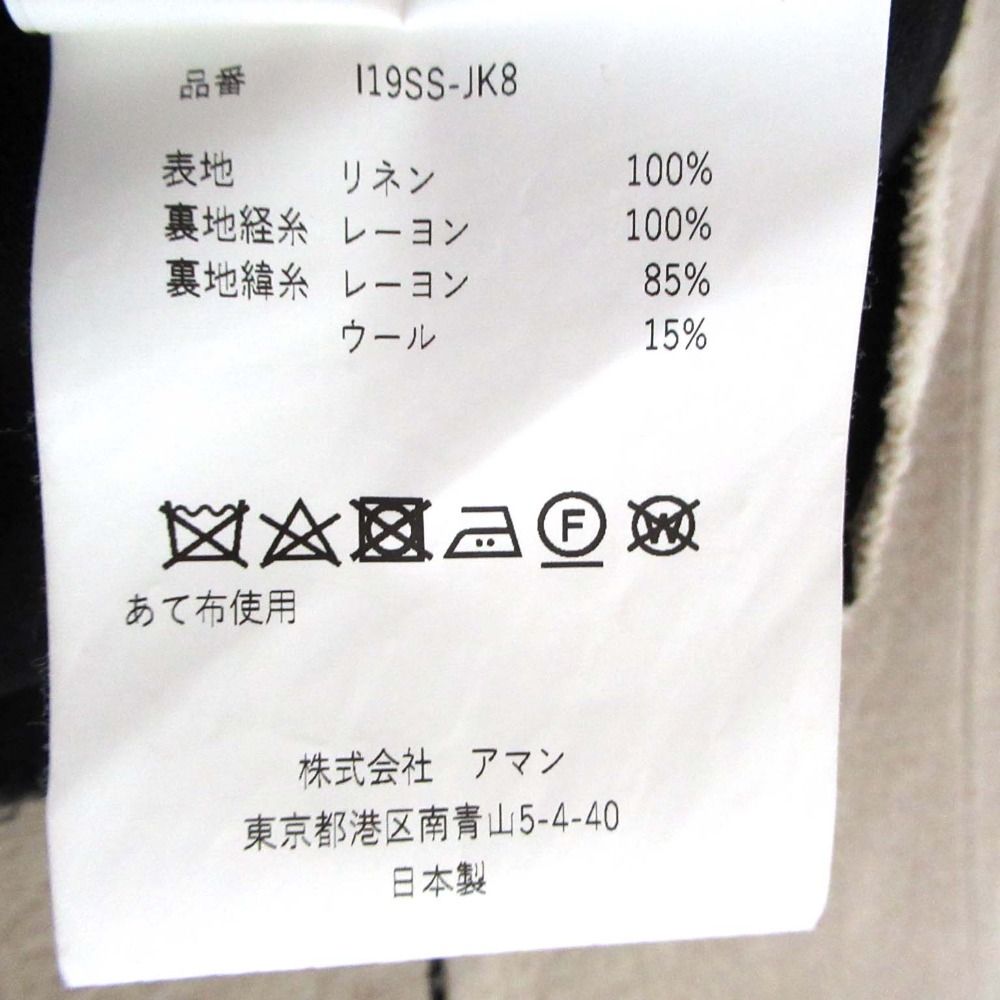 品番 I19SS-JK8
表地 リネン 100%
裏地経糸 レーヨン 100%
裏地緯糸 レーヨン 85%
ウール 15%
F W
あて布使用
株式会社 アマン
東京都港区南青山5-4-40
日本製